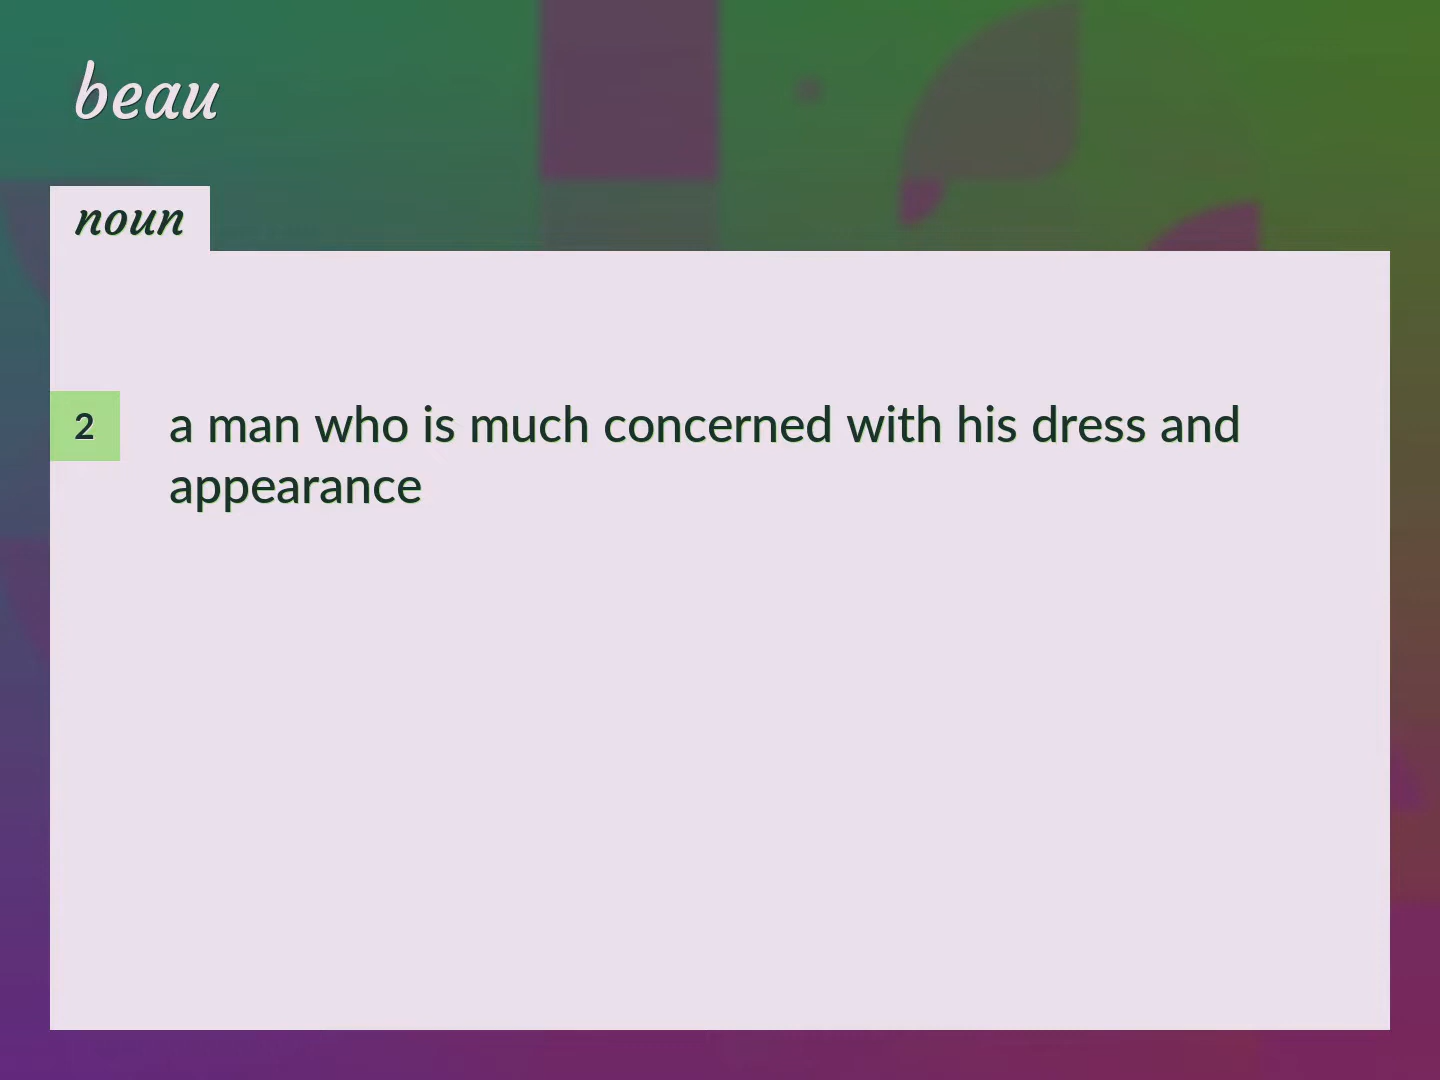 beau
noun
2
a man who is much concerned with his dress and
appearance